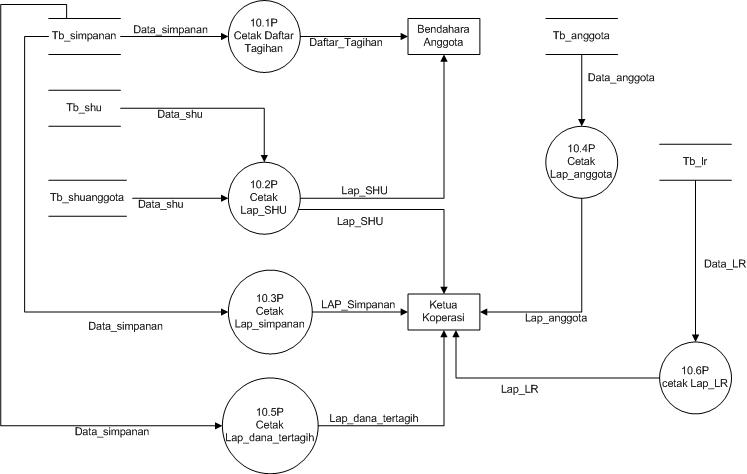 Tb_simpanan
Data_simpanan
10.1P
Cetak Daftar
Tagihan
Daftar_Tagihan
Bendahara
Anggota
Tb_anggota
Data_anggota
Tb_shu
Data_shu
10.4P
Cetak
Lap_anggota
Tb_lr
Tb_shuanggota
Data_shu
10.2P
Cetak
Lap_SHU
Lap_SHU
Lap_SHU
Data_LR
10.3P
Cetak
Lap_simpanan
LAP_Simpanan
Ketua
Koperasi
Lap_anggota
Data_simpanan
10.6P
cetak Lap_LR
Lap_LR
10.5P
Cetak
Lap_dana_tertagih
Lap_dana_tertagih
Data_simpanan